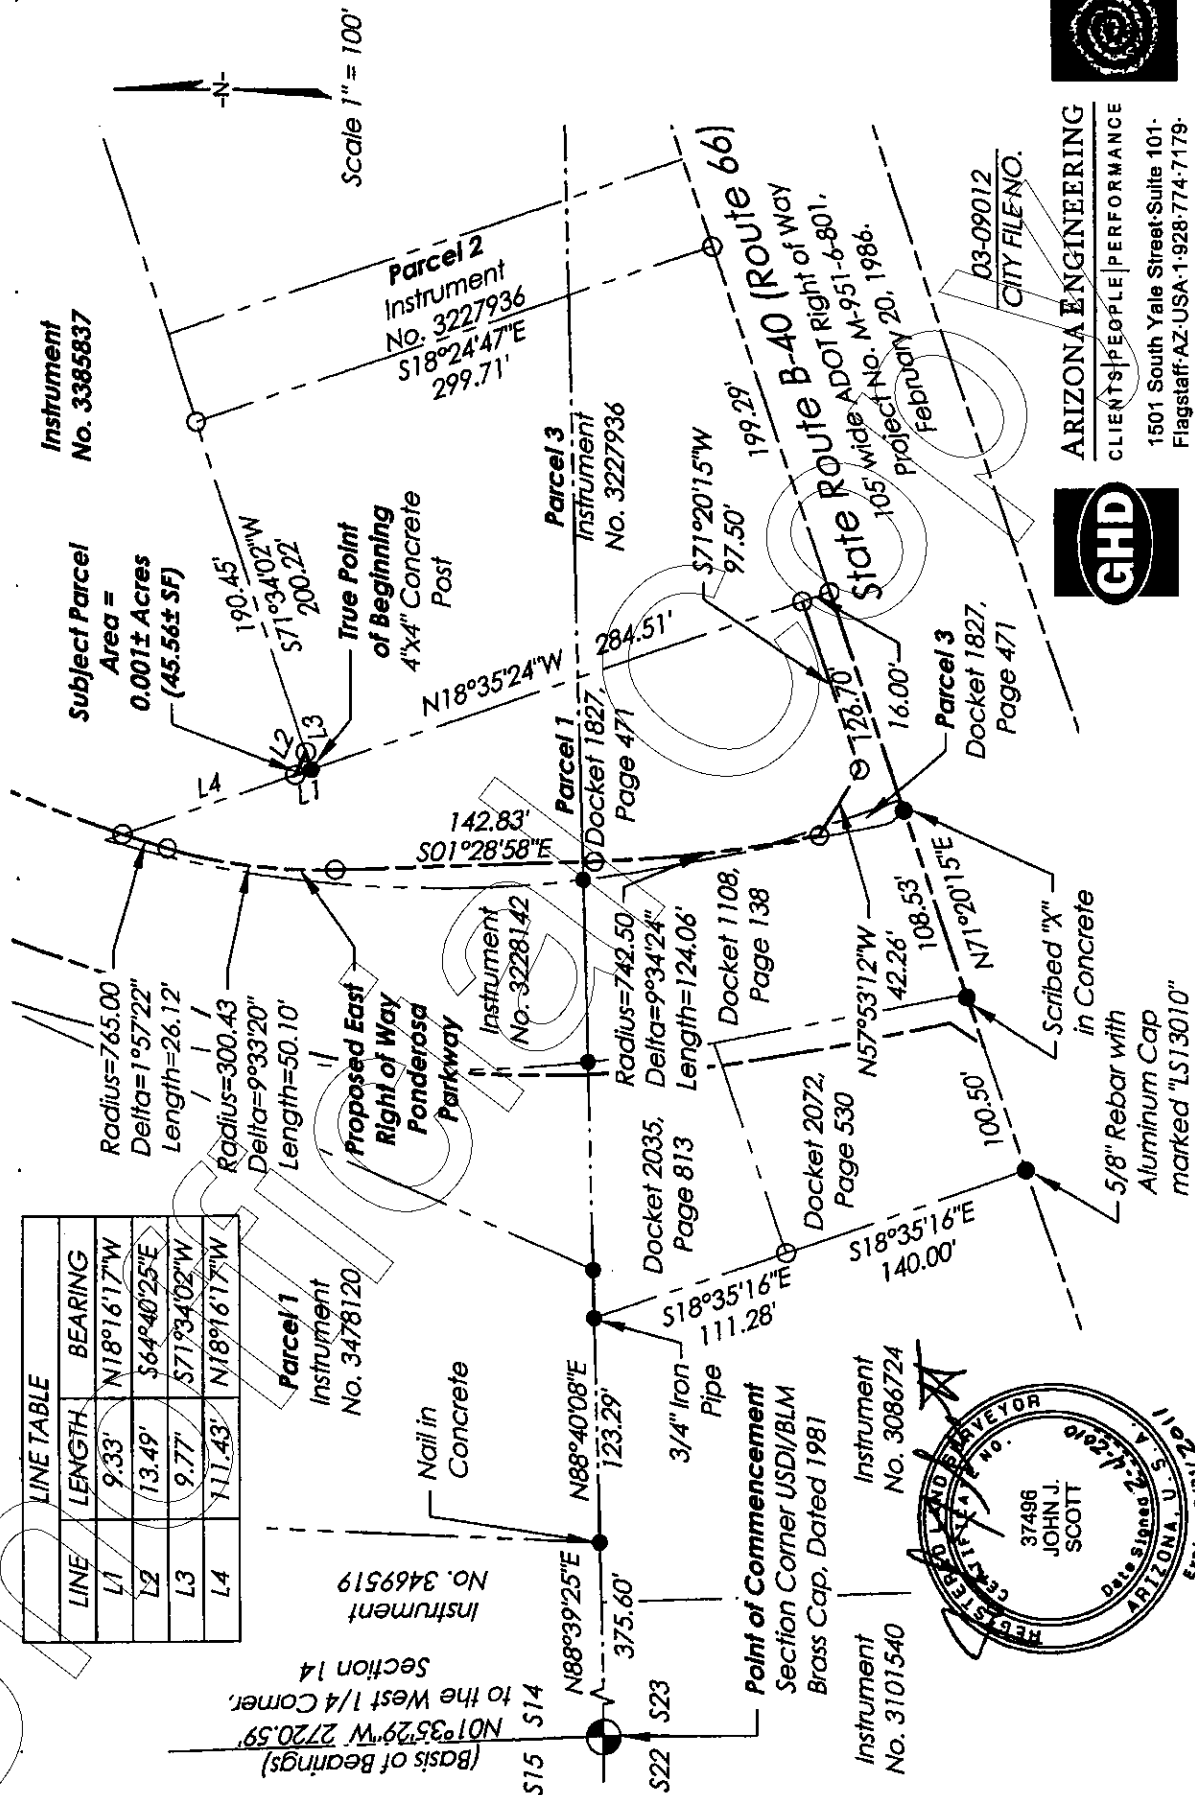 LINE TABLE
LINE LENGTH BEARING
L1 9.33' N18°16'17"W
L2 13.49' S64°40'25"E
L3 9.77' S71°34'02"W
L4 111.43' N18°16'17"W
Radius=765.00'
Delta=1°57'22"
Length=26.12'
Radius=300.43
Delta=9°33'20"
Length=50.10'
Proposed East
Right of Way
Ponderosa
Parkway
Subject Parcel
Area =
0.001± Acres
(45.56± SF)
Instrument
No. 3385837
Scale 1" = 100'
N
190.45'
S71°34'02"W
200.22'
True Point
of Beginning
4"x4" Concrete
Post
L1
L2
L3
L4
Parcel 2
Instrument
No. 3227936
S18°24'47"E
299.71'
Parcel 1
Instrument
No. 3478120
Instrument
No. 3228142
142.83'
S01°28'58"E
N18°35'24"W 284.51'
Parcel 1
Docket 1827,
Page 471
Parcel 3
Instrument
No. 3227936
Nail in
Concrete
Instrument
No. 3469519
(Basis of Bearings)
N01°35'29"W 2720.59'
to the West 1/4 Corner,
Section 14
S15 S14
S22 S23
N88°39'25"E
375.60'
N88°40'08"E
123.29'
3/4" Iron
Pipe
Docket 2035,
Page 813
Radius=742.50
Delta=9°34'24"
Length=124.06'
Docket 1108,
Page 138
S71°20'15"W
97.50'
199.29'
126.70'
16.00'
State Route B-40 (Route 66)
105' wide ADOT Right of Way
Project No. M-951-6-801,
February 20, 1986.
Parcel 3
Docket 1827,
Page 471
N57°53'12"W
42.26'
108.53'
N71°20'15"E
Scribed "X"
in Concrete
100.50'
5/8" Rebar with
Aluminum Cap
marked "LS13010"
Docket 2072,
Page 530
S18°35'16"E
111.28'
S18°35'16"E
140.00'
Point of Commencement
Section Corner USDI/BLM
Brass Cap, Dated 1981
Instrument
No. 3101540
Instrument
No. 3086724
REGISTERED LAND SURVEYOR
CERTIFICATE NO.
37496
JOHN J.
SCOTT
Date Signed 2-4-2010
ARIZONA, U.S.A.
03-09012
CITY FILE NO.
GHD
ARIZONA ENGINEERING
CLIENTS|PEOPLE|PERFORMANCE
1501 South Yale Street·Suite 101·
Flagstaff·AZ·USA·1·928·774·7179·
Unofficial Copy